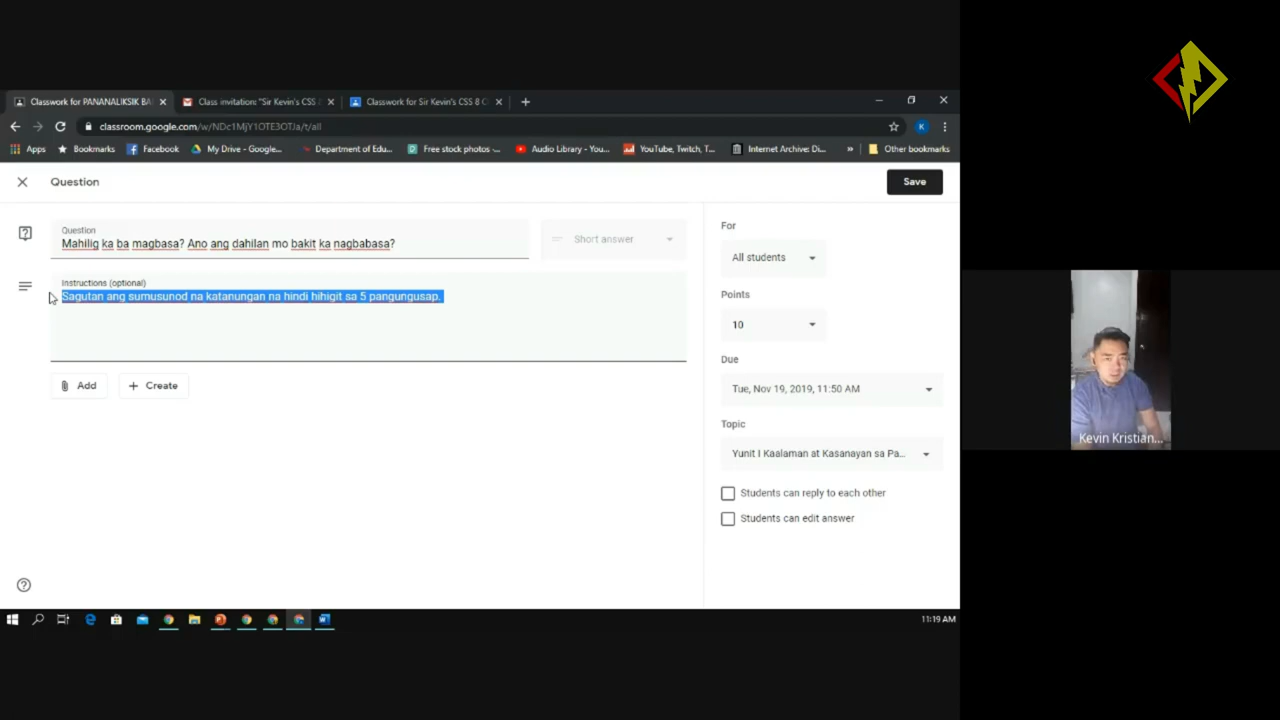 Classwork for PANANALIKSIK BA
Class invitation: "Sir Kevin's CSS 8
Classwork for Sir Kevin's CSS 8 C
classroom.google.com/w/NDc1MjY1OTE3OTJa/t/all
K
Apps
Bookmarks
Facebook
My Drive - Google...
Department of Edu...
Free stock photos -...
Audio Library - You...
YouTube, Twitch, T...
Internet Archive: Di...
»
Other bookmarks
Question
Save
Question
Mahilig ka ba magbasa? Ano ang dahilan mo bakit ka nagbabasa?
Short answer
Instructions (optional)
Sagutan ang sumusunod na katanungan na hindi hihigit sa 5 pangungusap.
Add
Create
For
All students
Points
10
Due
Tue, Nov 19, 2019, 11:50 AM
Topic
Yunit I Kaalaman at Kasanayan sa Pa...
Students can reply to each other
Students can edit answer
Kevin Kristian...
11:19 AM